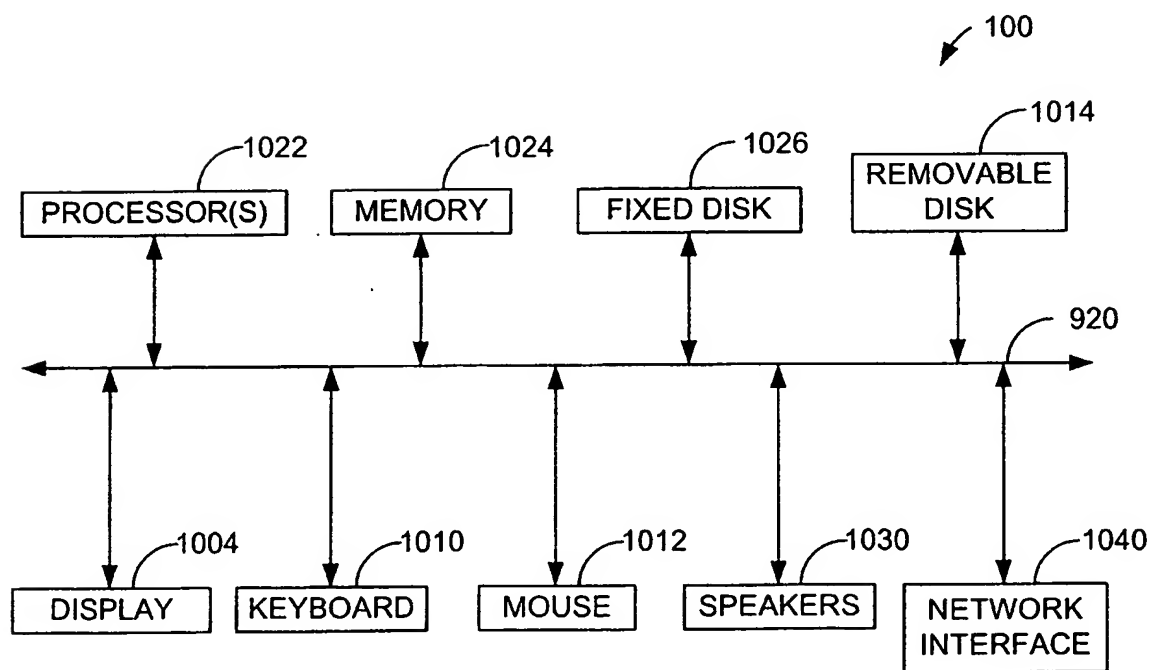 100
1022
1024
1026
1014
PROCESSOR(S)
MEMORY
FIXED DISK
REMOVABLE
DISK
920
1004
1010
1012
1030
1040
DISPLAY
KEYBOARD
MOUSE
SPEAKERS
NETWORK
INTERFACE